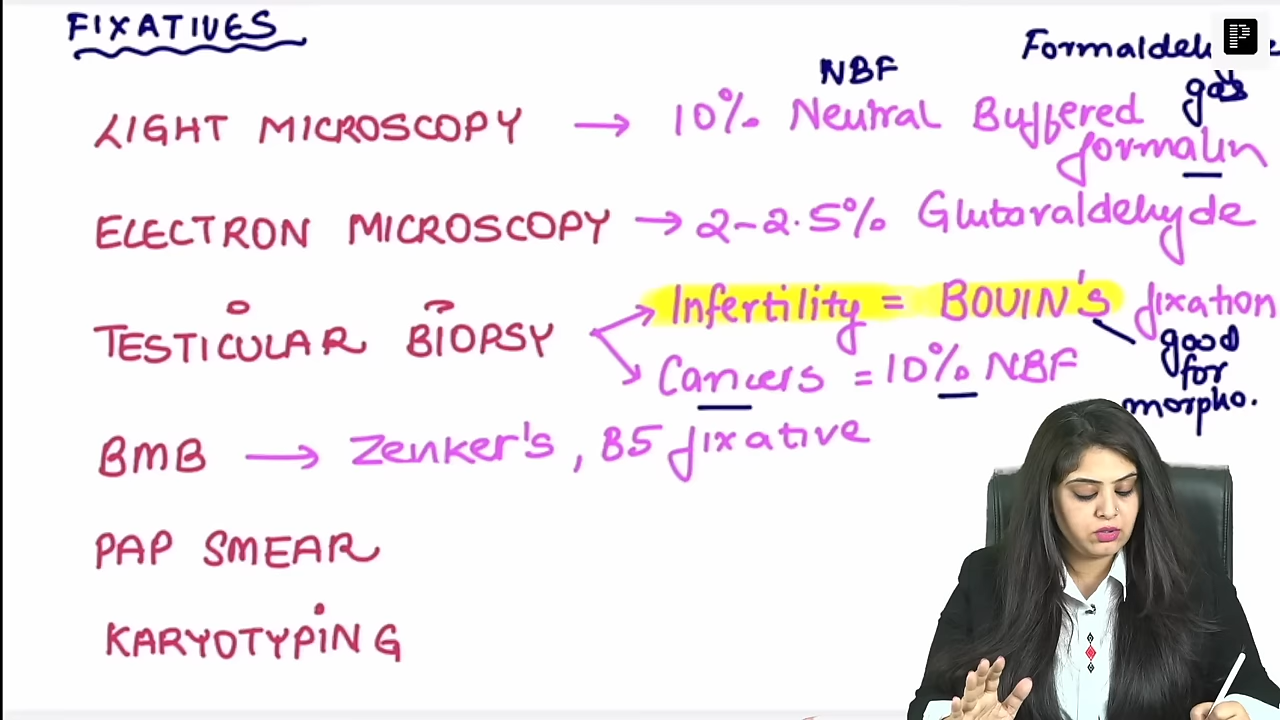 FIXATIVES
Formaldehyde gas
NBF
LIGHT MICROSCOPY → 10% Neutral Buffered formalin
ELECTRON MICROSCOPY → 2-2.5% Glutaraldehyde
TESTICULAR BIOPSY → Infertility = BOUIN's fixation
good for morpho.
→ Cancers = 10% NBF
BMB → Zenker's, B5 fixative
PAP SMEAR
KARYOTYPING